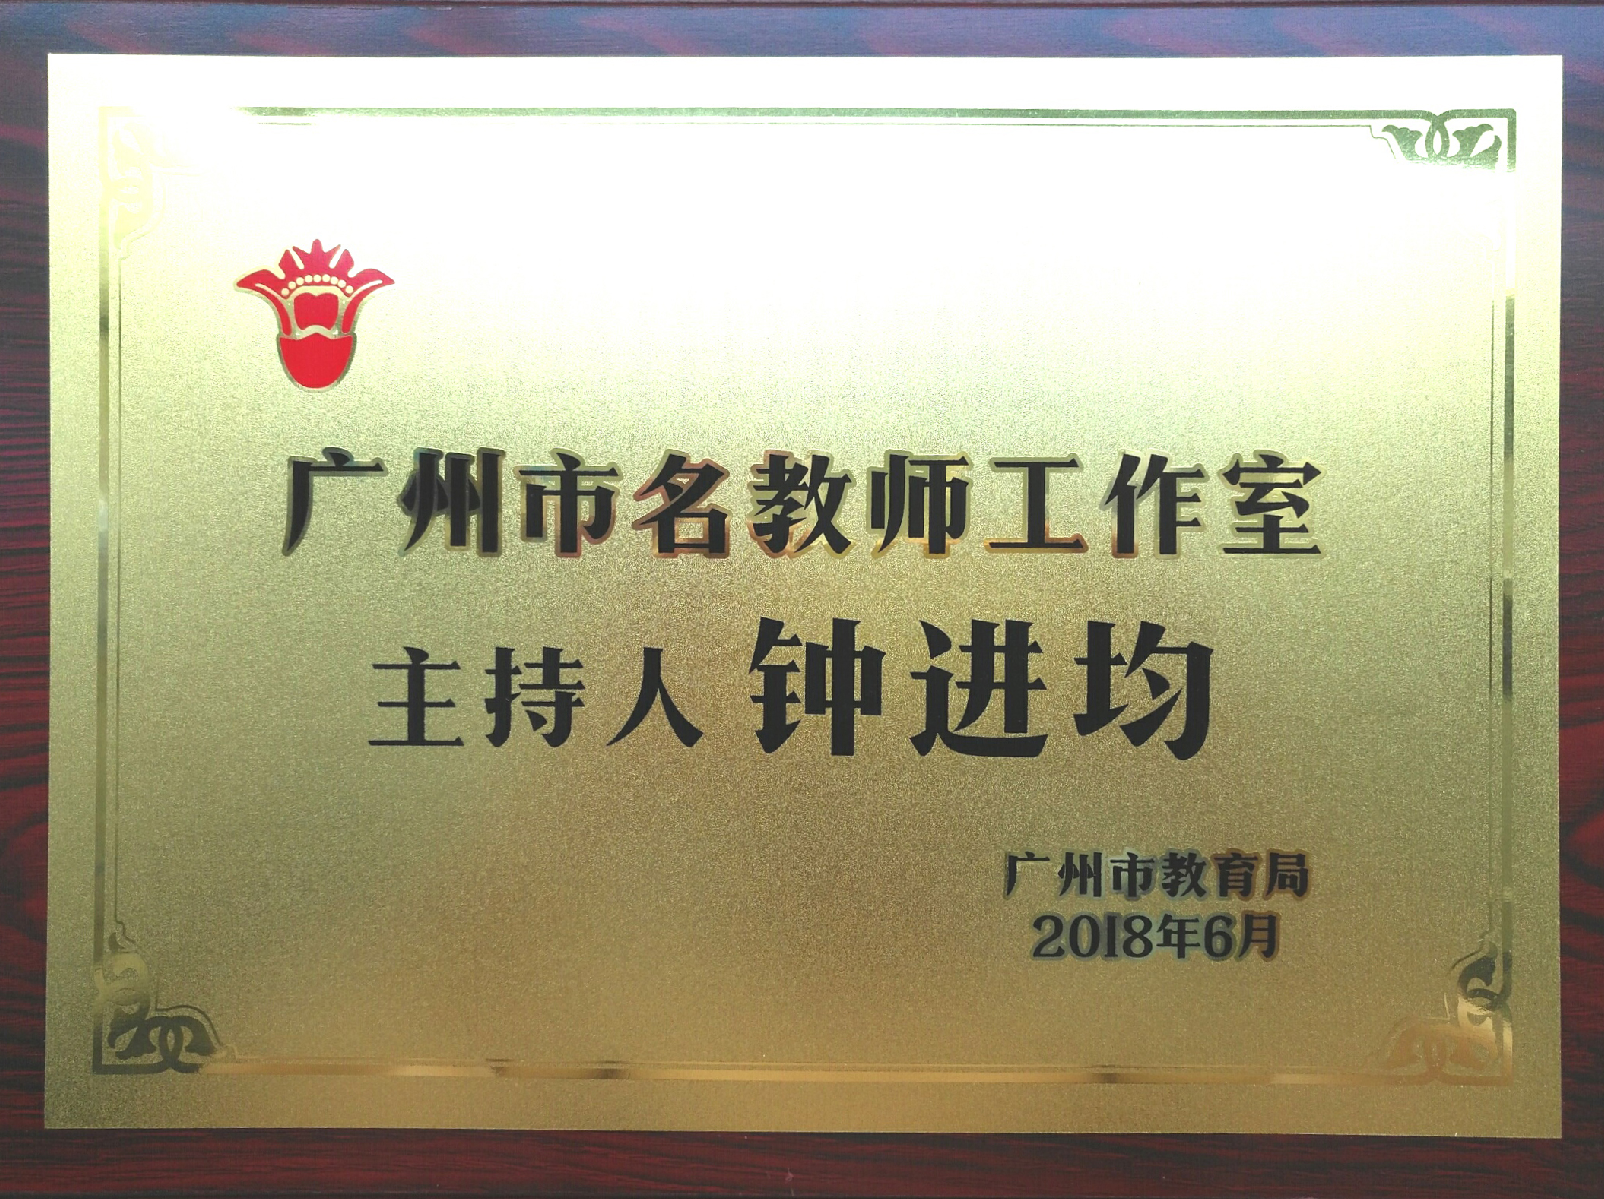 广州市名教师工作室
主持人 钟进均
广州市教育局
2018年6月